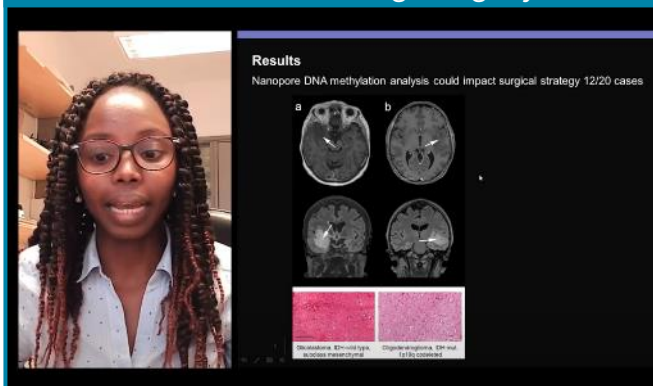 Results
Nanopore DNA methylation analysis could impact surgical strategy 12/20 cases
a
b
Glioblastoma, IDH-wild type,
subclass mesenchymal
Oligodendroglioma, IDH mut,
1p19q codeleted